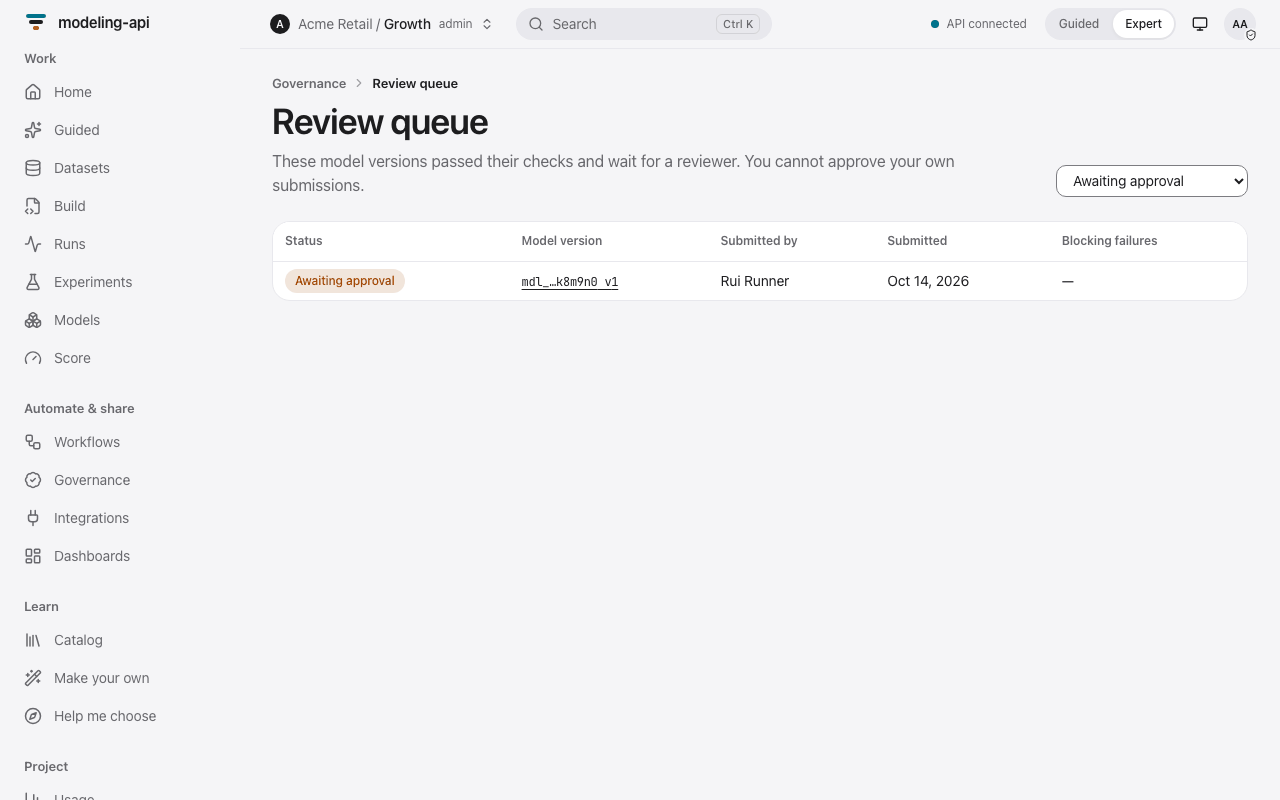 modeling-api
A Acme Retail / Growth admin
Search Ctrl K
API connected
Guided Expert
AA
Work
Home
Guided
Datasets
Build
Runs
Experiments
Models
Score
Automate & share
Workflows
Governance
Integrations
Dashboards
Learn
Catalog
Make your own
Help me choose
Project
Usage
Governance > Review queue
Review queue
These model versions passed their checks and wait for a reviewer. You cannot approve your own
submissions.
Awaiting approval
Status Model version Submitted by Submitted Blocking failures
Awaiting approval mdl_…k8m9n0 v1 Rui Runner Oct 14, 2026 —